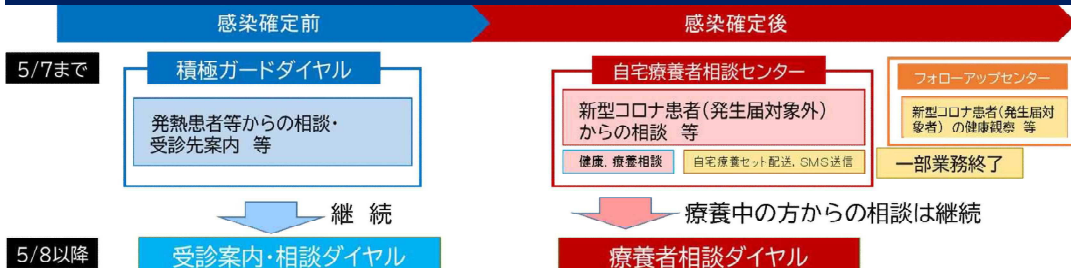 感染確定前
感染確定後
5/7まで
積極ガードダイヤル
発熱患者等からの相談・
受診先案内 等
自宅療養者相談センター
新型コロナ患者(発生届対象外)
からの相談 等
健康,療養相談
自宅療養セット配送,SMS送信
フォローアップセンター
新型コロナ患者(発生届対
象者)の健康観察 等
一部業務終了
継 続
療養中の方からの相談は継続
5/8以降
受診案内・相談ダイヤル
療養者相談ダイヤル